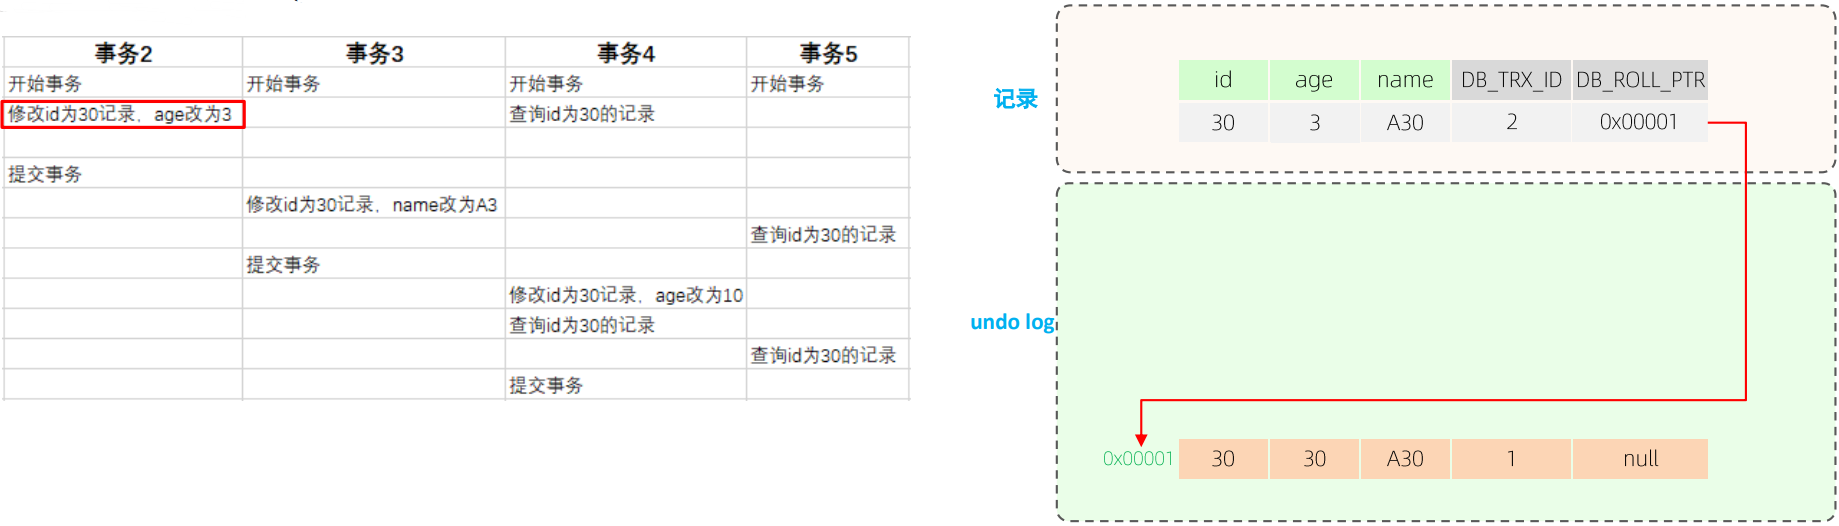 事务2 事务3 事务4 事务5
开始事务 开始事务 开始事务 开始事务
修改id为30记录，age改为3 查询id为30的记录
提交事务
修改id为30记录，name改为A3
查询id为30的记录
提交事务
修改id为30记录，age改为10
查询id为30的记录
查询id为30的记录
提交事务
记录
id age name DB_TRX_ID DB_ROLL_PTR
30 3 A30 2 0x00001
undo log
0x00001 30 30 A30 1 null